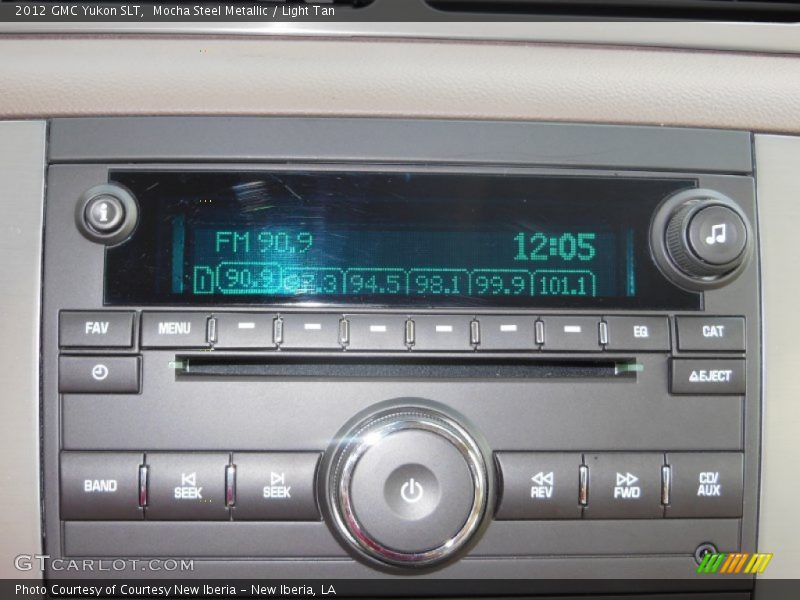 2012 GMC Yukon SLT, Mocha Steel Metallic / Light Tan
i
FM 90.9 12:05
1 90.9 94.5 98.1 99.9 101.1
FAV MENU EQ CAT
EJECT
BAND SEEK SEEK REV FWD CD/AUX
GTCARLOT.COM
Photo Courtesy of Courtesy New Iberia - New Iberia, LA